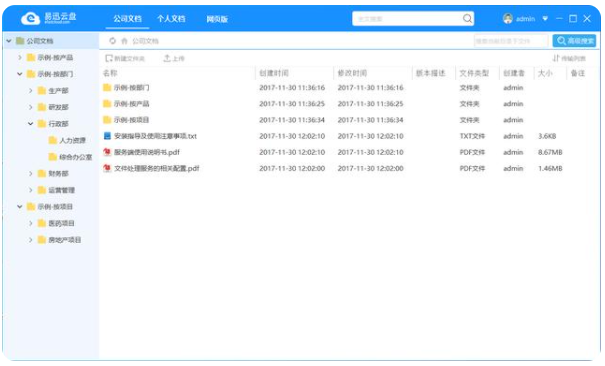 易迅云盘
公司文档 个人文档 网页版
全文搜索
admin
公司文档
示例-按产品
示例-按部门
生产部
研发部
行政部
人力资源
综合办公室
财务部
运营管理
示例-按项目
医药项目
房地产项目
公司文档
高级搜索
新建文件夹 上传 传输列表
名称 创建时间 修改时间 版本描述 文件类型 创建者 大小 备注
示例-按部门 2017-11-30 11:36:16 2017-11-30 11:36:16 文件夹 admin
示例-按产品 2017-11-30 11:36:25 2017-11-30 11:36:25 文件夹 admin
示例-按项目 2017-11-30 11:36:34 2017-11-30 11:36:34 文件夹 admin
安装指导及使用注意事项.txt 2017-11-30 12:02:10 2017-11-30 12:02:10 TXT文件 admin 3.6KB
服务端使用说明书.pdf 2017-11-30 12:02:10 2017-11-30 12:02:10 PDF文件 admin 8.67MB
文件处理服务的相关配置.pdf 2017-11-30 12:02:00 2017-11-30 12:02:00 PDF文件 admin 1.46MB